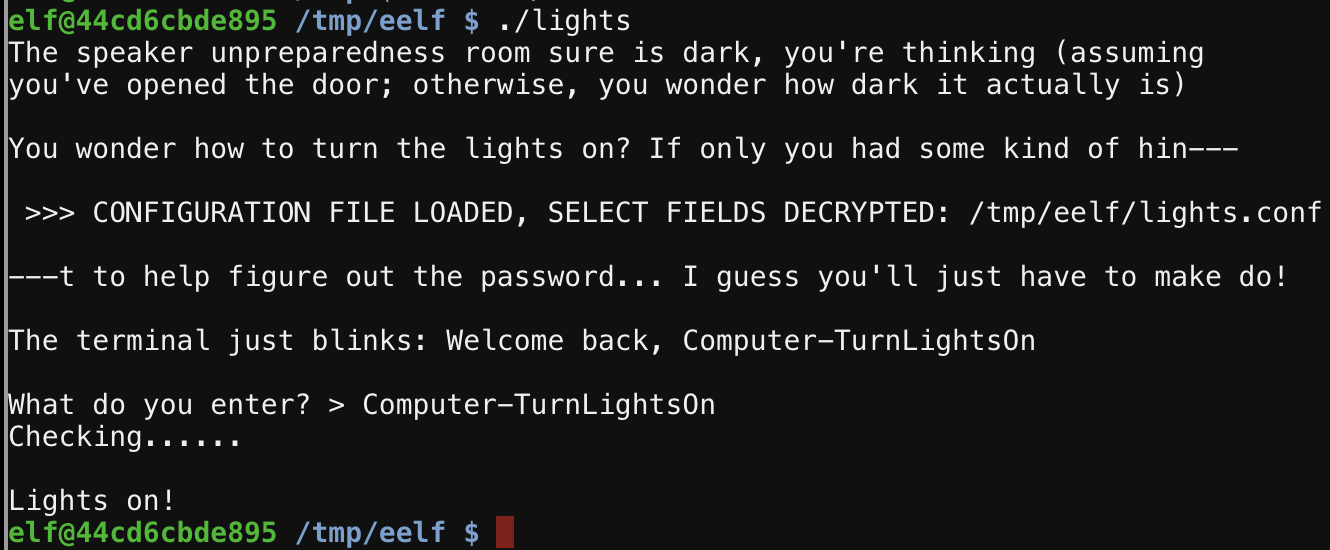 elf@44cd6cbde895 /tmp/eelf $ ./lights
The speaker unpreparedness room sure is dark, you're thinking (assuming
you've opened the door; otherwise, you wonder how dark it actually is)
You wonder how to turn the lights on? If only you had some kind of hin---
>>> CONFIGURATION FILE LOADED, SELECT FIELDS DECRYPTED: /tmp/eelf/lights.conf
---t to help figure out the password... I guess you'll just have to make do!
The terminal just blinks: Welcome back, Computer-TurnLightsOn
What do you enter? > Computer-TurnLightsOn
Checking......
Lights on!
elf@44cd6cbde895 /tmp/eelf $